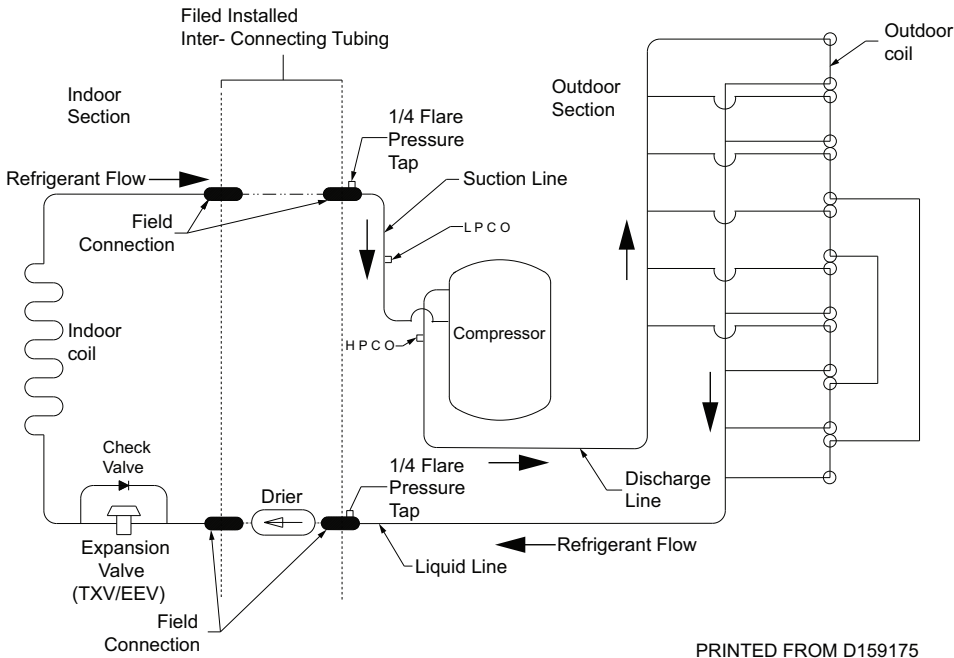 Filed Installed
Inter- Connecting Tubing
Outdoor
coil
Indoor
Section
1/4 Flare
Pressure
Tap
Outdoor
Section
Refrigerant Flow
Suction Line
Field
Connection
LPCO
Indoor
coil
Compressor
HPCO
Check
Valve
Drier
1/4 Flare
Pressure
Tap
Discharge
Line
Expansion
Valve
(TXV/EEV)
Refrigerant Flow
Liquid Line
Field
Connection
PRINTED FROM D159175